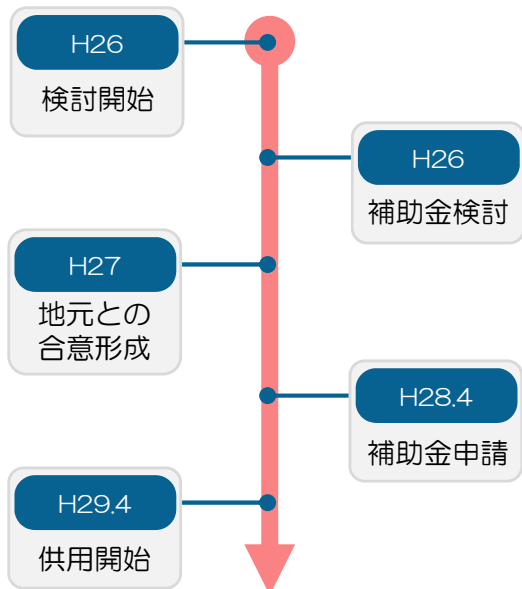 H26
検討開始
H26
補助金検討
H27
地元との
合意形成
H28.4
補助金申請
H29.4
供用開始